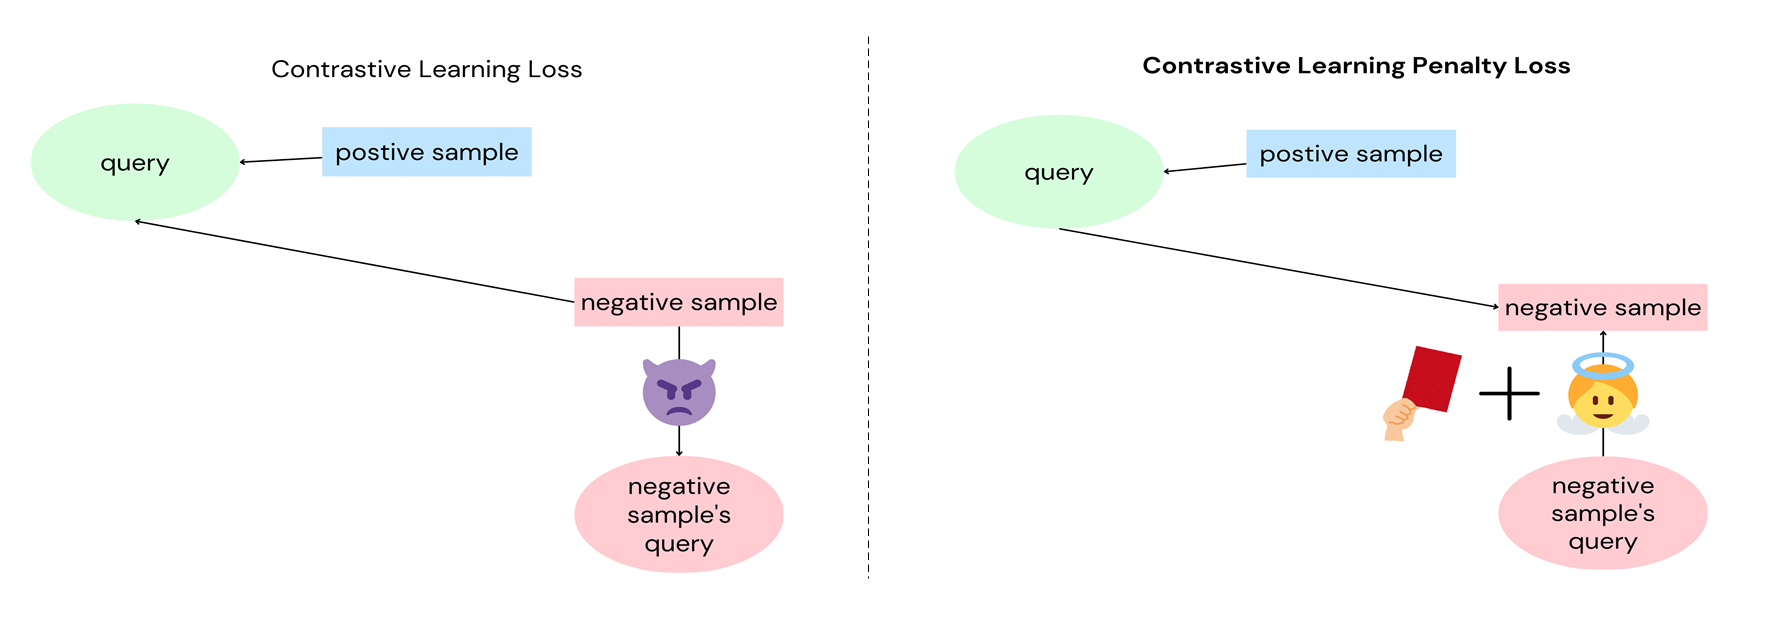 Contrastive Learning Loss
query
postive sample
negative sample
negative
sample's
query
Contrastive Learning Penalty Loss
query
postive sample
negative sample
negative
sample's
query